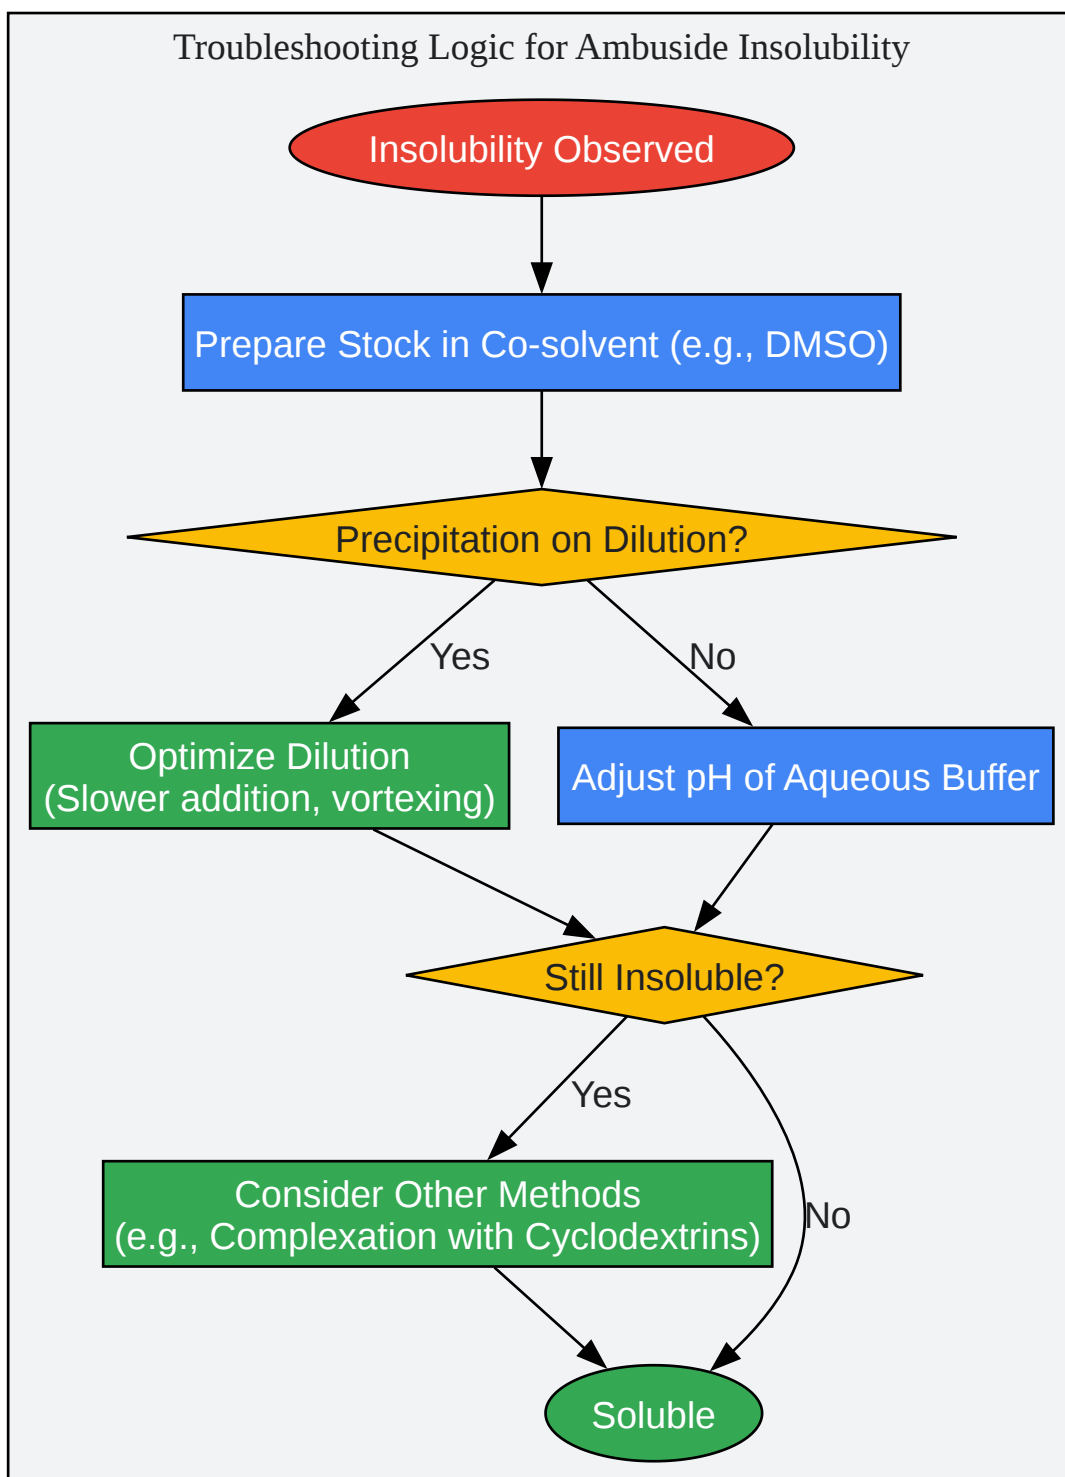 Troubleshooting Logic for Ambuside Insolubility
Insolubility Observed
Prepare Stock in Co-solvent (e.g., DMSO)
Precipitation on Dilution?
Yes
No
Optimize Dilution
(Slower addition, vortexing)
Adjust pH of Aqueous Buffer
Still Insoluble?
Yes
Consider Other Methods
(e.g., Complexation with Cyclodextrins)
No
Soluble